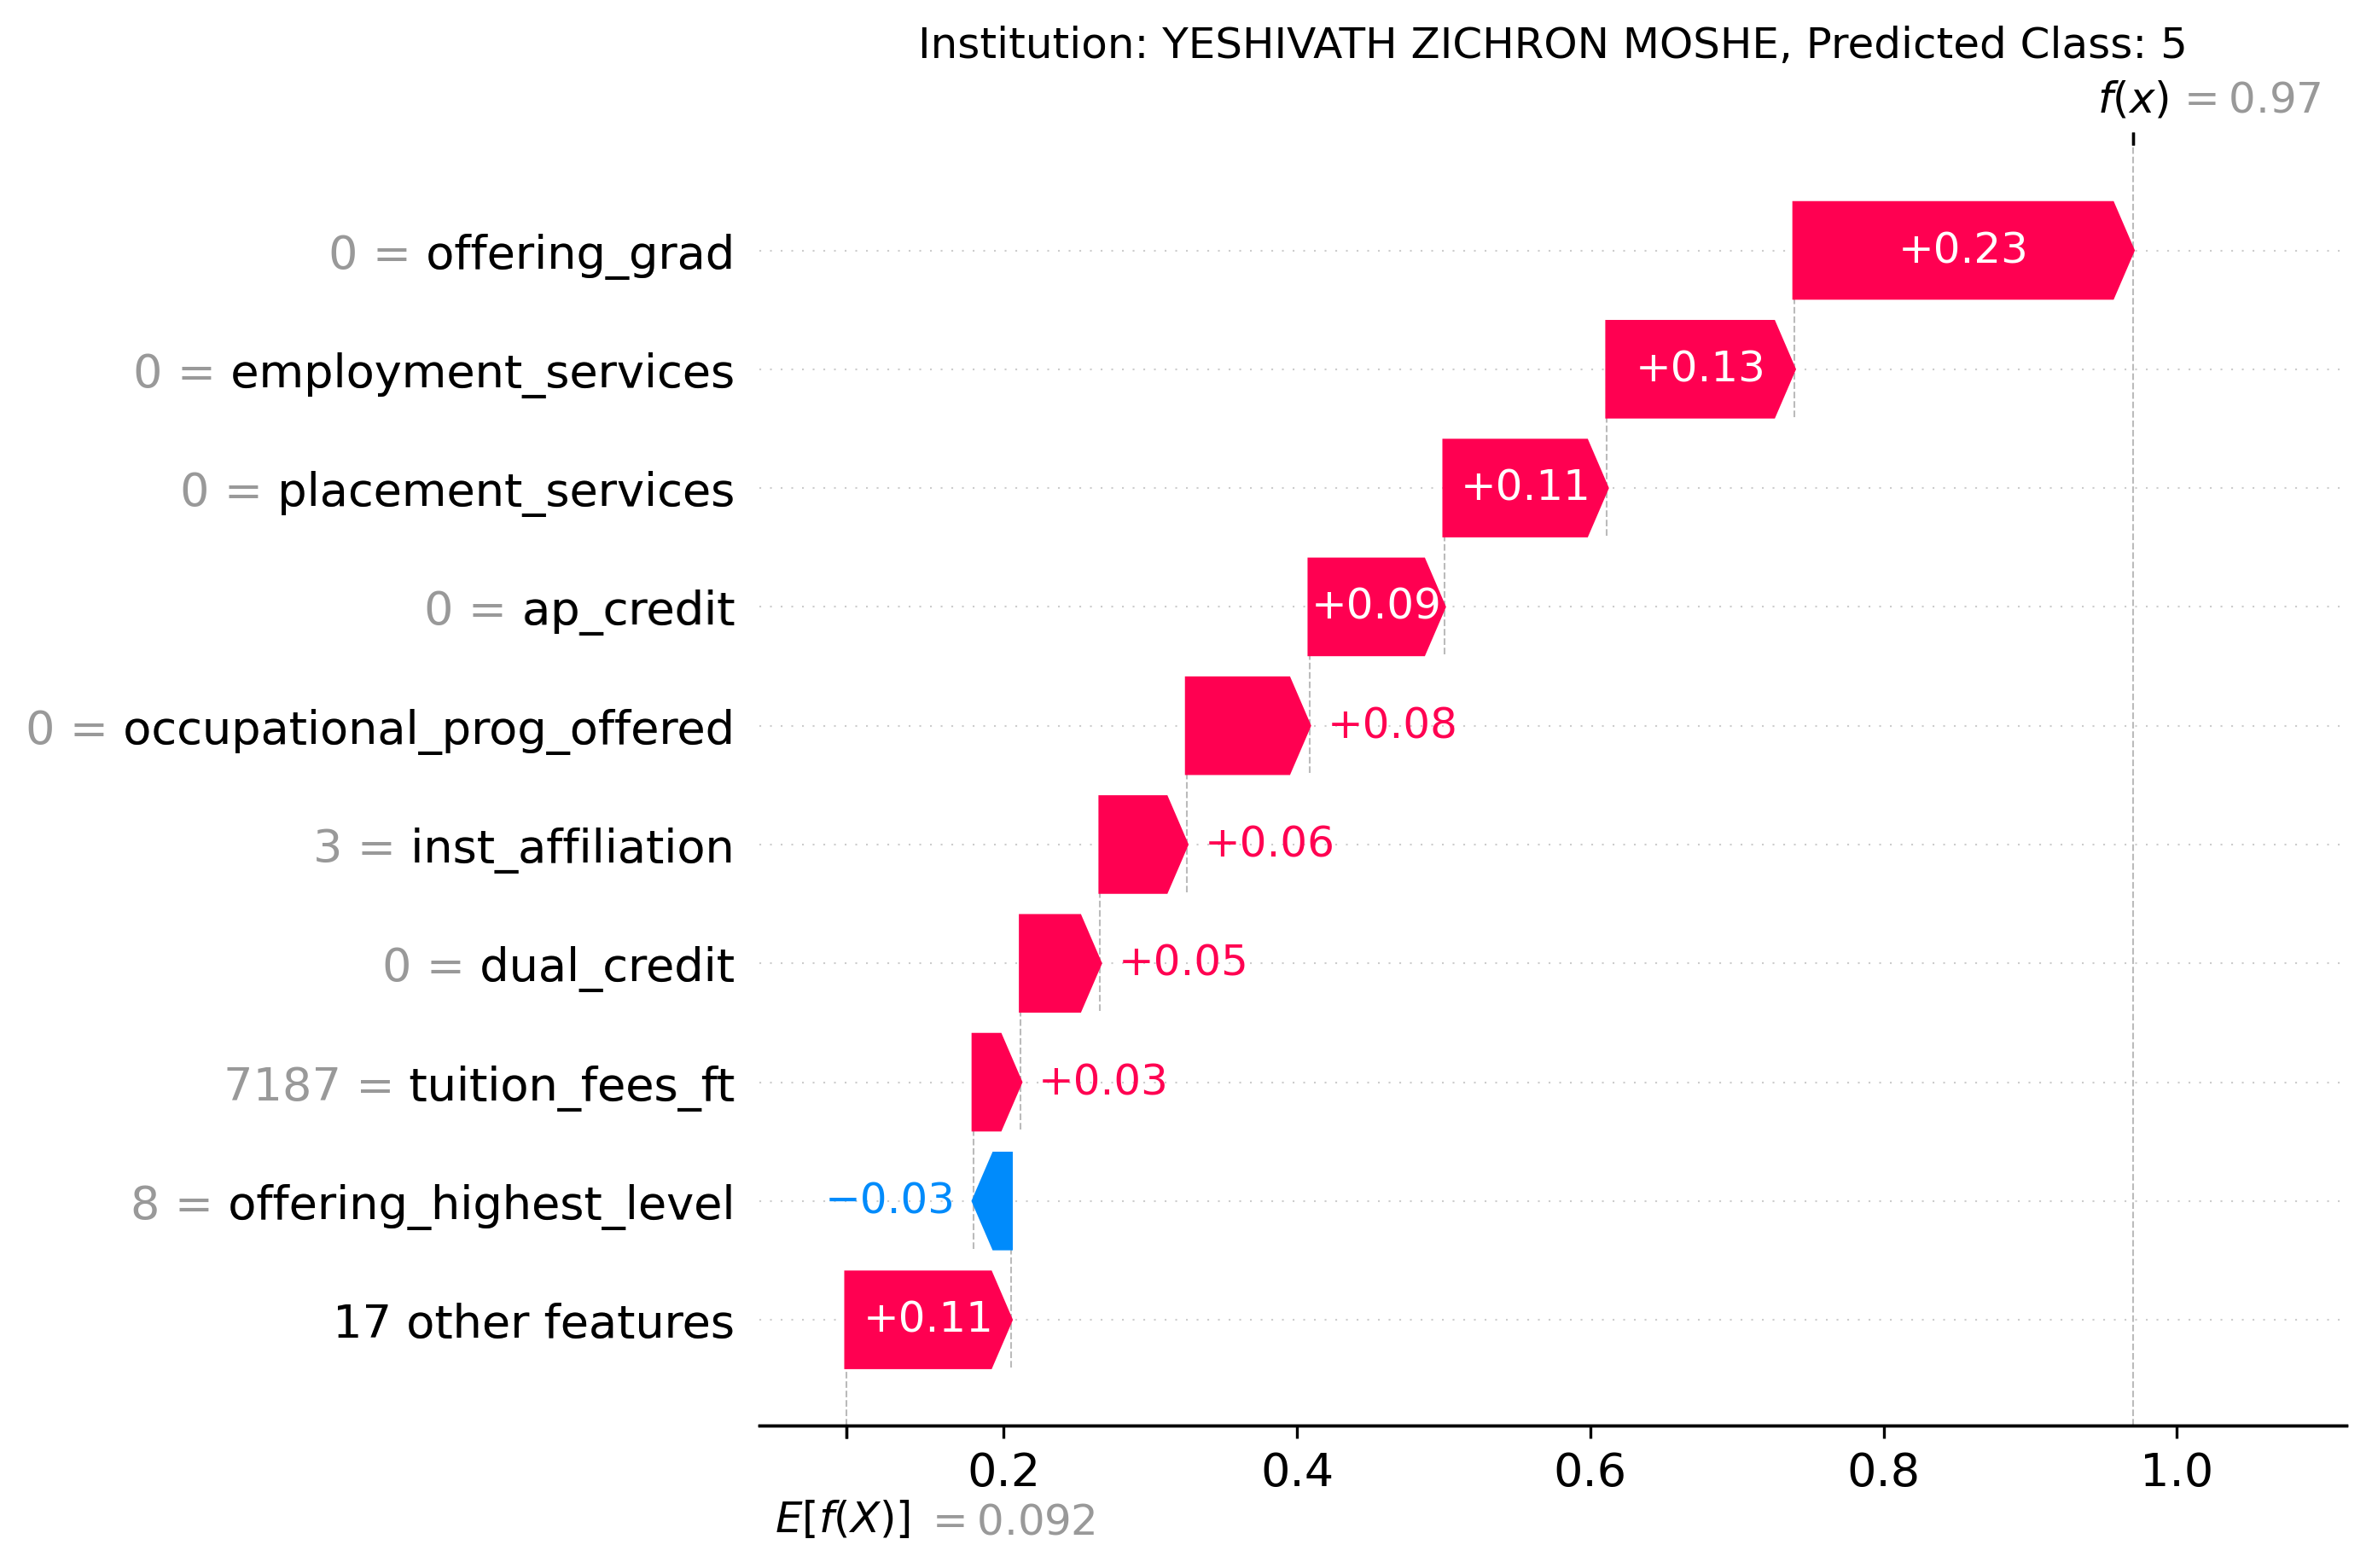 Institution: YESHIVATH ZICHRON MOSHE, Predicted Class: 5
f(x) = 0.97
0 = offering_grad +0.23
0 = employment_services +0.13
0 = placement_services +0.11
0 = ap_credit +0.09
0 = occupational_prog_offered +0.08
3 = inst_affiliation +0.06
0 = dual_credit +0.05
7187 = tuition_fees_ft +0.03
8 = offering_highest_level −0.03
17 other features +0.11
0.2 0.4 0.6 0.8 1.0
E[f(X)] = 0.092